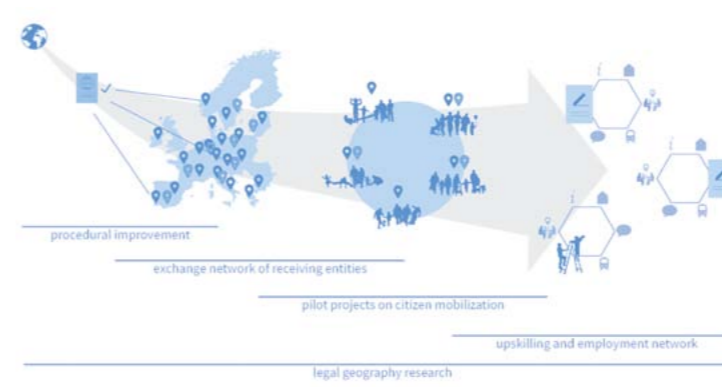 procedural improvement
exchange network of receiving entities
pilot projects on citizen mobilization
upskilling and employment network
legal geography research